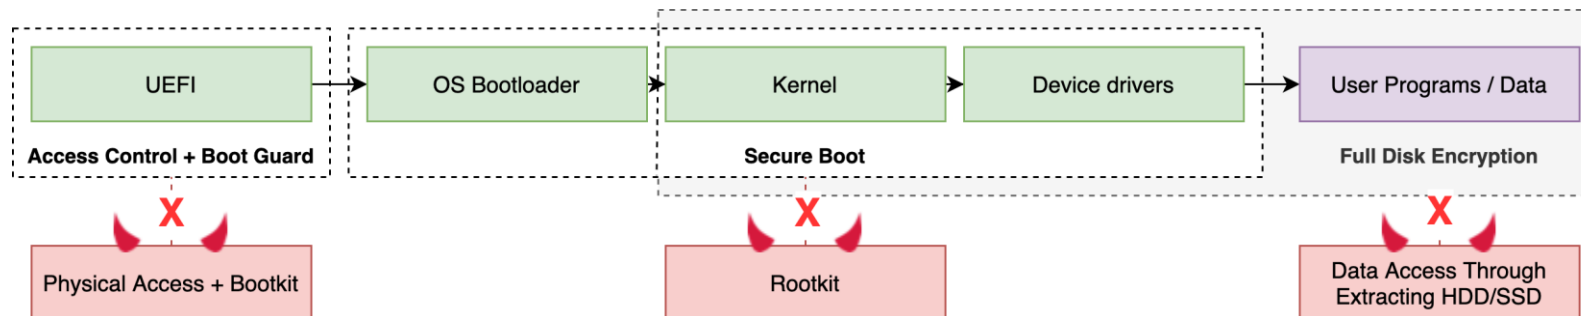 UEFI
OS Bootloader
Kernel
Device drivers
User Programs / Data
Access Control + Boot Guard
Secure Boot
Full Disk Encryption
X
X
X
Physical Access + Bootkit
Rootkit
Data Access Through
Extracting HDD/SSD